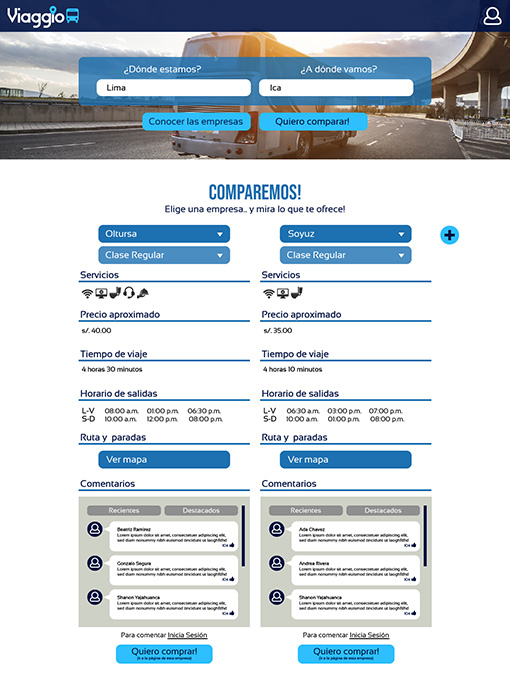 Viaggio
¿Dónde estamos?
¿A dónde vamos?
Lima
Ica
Conocer las empresas
Quiero comparar!
COMPAREMOS!
Elige una empresa.. y mira lo que te ofrece!
Oltursa
Soyuz
Clase Regular
Clase Regular
Servicios
Servicios
Precio aproximado
Precio aproximado
s/. 40.00
s/. 35.00
Tiempo de viaje
Tiempo de viaje
4 horas 30 minutos
4 horas 10 minutos
Horario de salidas
Horario de salidas
L-V 08:00 a.m. 01:00 p.m. 06:30 p.m.
S-D 10:00 a.m. 12:00 p.m. 08:00 p.m.
L-V 06:30 a.m. 03:00 p.m. 07:00 p.m.
S-D 10:00 a.m. 01:00 p.m. 08:00 p.m.
Ruta y paradas
Ruta y paradas
Ver mapa
Ver mapa
Comentarios
Comentarios
Recientes Destacados
Recientes Destacados
Beatriz Ramirez
Lorem ipsum dolor sit amet, consectetuer adipiscing elit,
sed diam nonummy nibh euismod tincidunt ut
104
Gonzalo Segura
Lorem ipsum dolor sit amet, consectetuer adipiscing elit,
sed diam nonummy nibh euismod tincidunt ut
104
Shanon Yajahuanca
Lorem ipsum dolor sit amet, consectetuer adipiscing elit,
sed diam nonummy nibh euismod tincidunt ut
104
Ada Chavez
Lorem ipsum dolor sit amet, consectetuer adipiscing elit,
sed diam nonummy nibh euismod tincidunt ut
104
Andrea Rivera
Lorem ipsum dolor sit amet, consectetuer adipiscing elit,
sed diam nonummy nibh euismod tincidunt ut
104
Shanon Yajahuanca
Lorem ipsum dolor sit amet, consectetuer adipiscing elit,
sed diam nonummy nibh euismod tincidunt ut
104
Para comentar Inicia Sesión
Para comentar Inicia Sesión
Quiero comprar!
(Ir a la página de esta empresa)
Quiero comprar!
(Ir a la página de esta empresa)